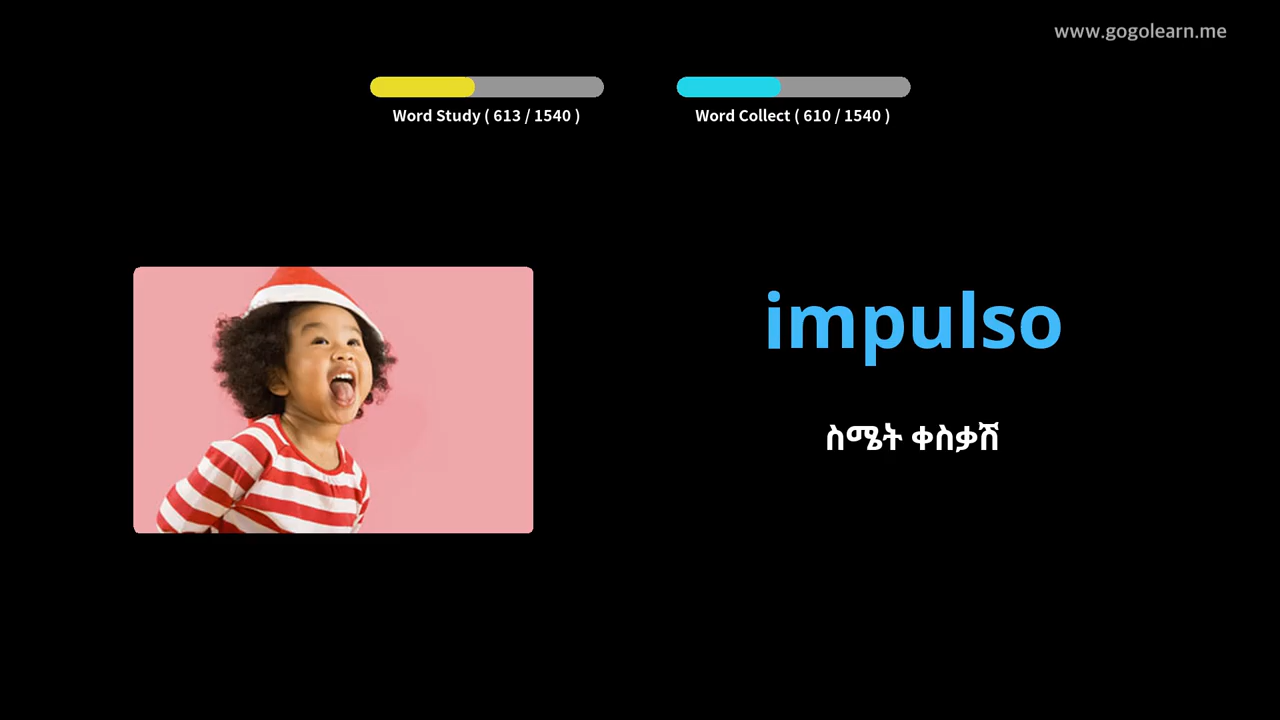 www.gogolearn.me
Word Study ( 613 / 1540 )
Word Collect ( 610 / 1540 )
impulso
ስሜት ቀስቃሽ